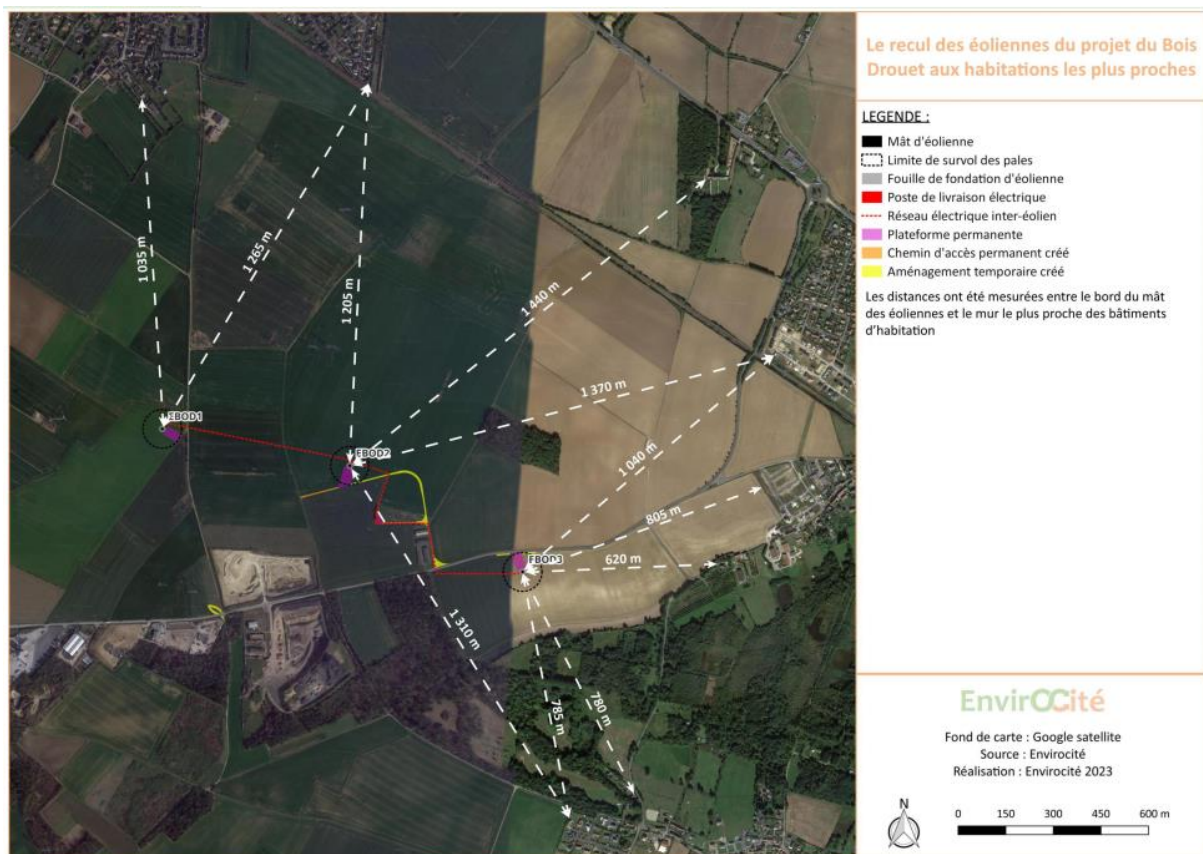 Le recul des éoliennes du projet du Bois
Drouet aux habitations les plus proches
LEGENDE :
Mât d'éolienne
Limite de survol des pales
Fouille de fondation d'éolienne
Poste de livraison électrique
Réseau électrique inter-éolien
Plateforme permanente
Chemin d'accès permanent créé
Aménagement temporaire créé
Les distances ont été mesurées entre le bord du mât
des éoliennes et le mur le plus proche des bâtiments
d'habitation
1 035 m
1 265 m
1 205 m
1 440 m
1 370 m
1 040 m
805 m
620 m
1 310 m
785 m
780 m
EBOD1
EBOD2
EBOD3
EnvirOCité
Fond de carte : Google satellite
Source : Envirocité
Réalisation : Envirocité 2023
N
0 150 300 450 600 m